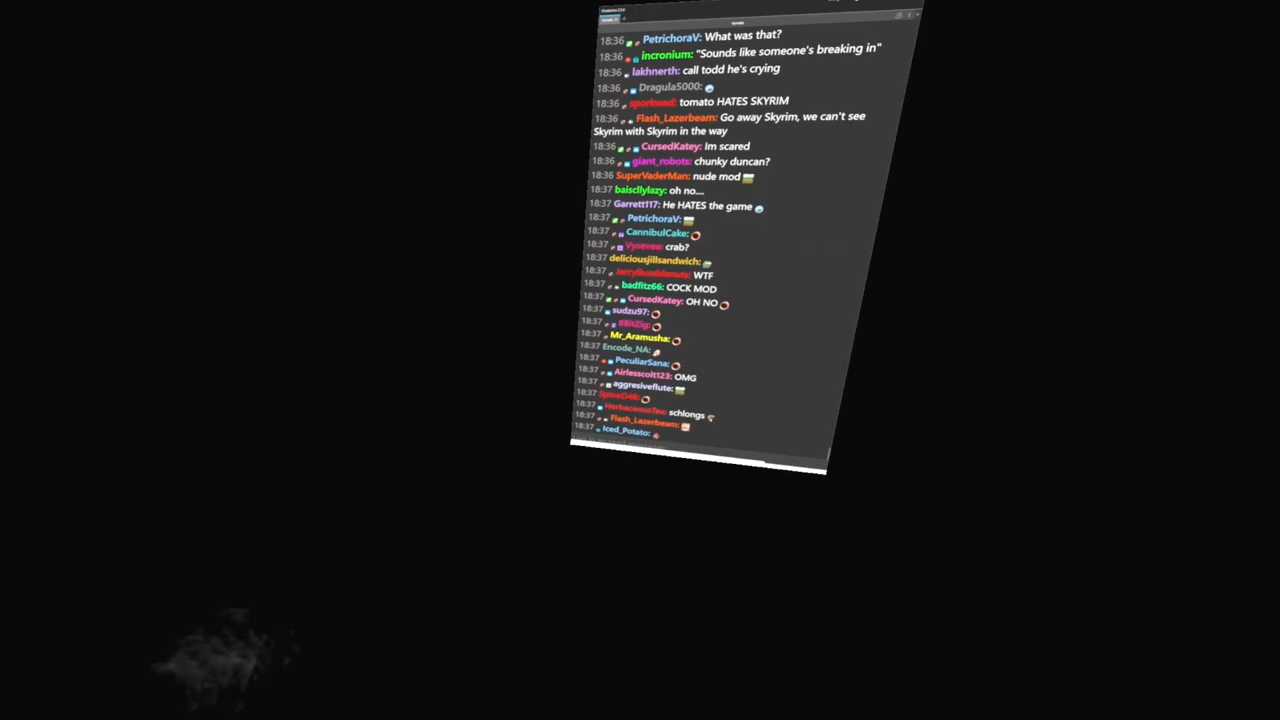 18:36 PetrichoraV: What was that?
18:36 incronium: "Sounds like someone's breaking in"
18:36 lakhnerth: call todd he's crying
18:36 Dragula5000:
18:36 sporkwad: tomato HATES SKYRIM
18:36 Flash_Lazerbeam: Go away Skyrim, we can't see
Skyrim with Skyrim in the way
18:36 CursedKatey: Im scared
18:36 giant_robots: chunky duncan?
18:36 SuperVaderMan: nude mod
18:37 baiscllylazy: oh no....
18:37 Garrett117: He HATES the game
18:37 PetrichoraV:
18:37 CannibulCake:
18:37 Vysevee: crab?
18:37 deliciousjillsandwich:
18:37 WTF
18:37 badfitz66: COCK MOD
18:37 CursedKatey: OH NO
18:37 sudzu97:
18:37 8BitZig:
18:37 Mr_Aramusha:
18:37 Encode_NA:
18:37 PeculiarSana:
18:37 Airlesscolt123: OMG
18:37 aggresiveflute:
18:37
18:37 HerbaceousTea: schlongs
18:37 Flash_Lazerbeam:
18:37 Iced_Potato: